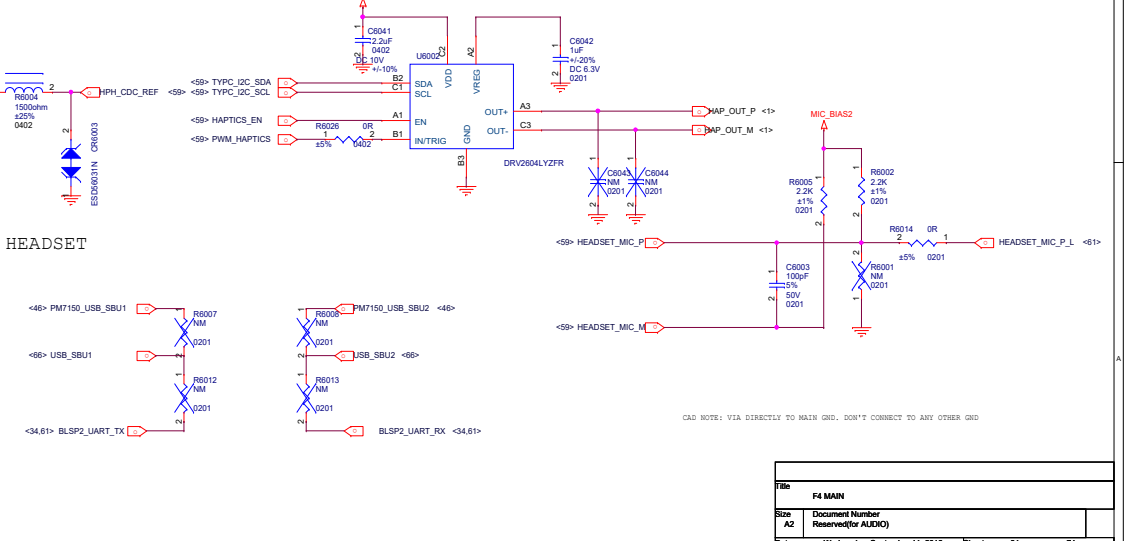 C6041
2.2uF
0402
DC 10V
+/-10%
C6042
1uF
+/-20%
DC 6.3V
0201
U6002
C2
A2
VDD
VREG
<59> TYPC_I2C_SDA
<59> <59> TYPC_I2C_SCL
<59> HAPTICS_EN
<59> PWM_HAPTICS
R6026 0R
±5% 0402
B2 SDA
C1 SCL
A1 EN
B1 IN/TRIG
GND
B3
OUT+ A3
OUT- C3
DRV2604LYZFR
HAP_OUT_P <1>
HAP_OUT_M <1>
C6043
NM
0201
C6044
NM
0201
R6004
1500ohm
±25%
0402
HPH_CDC_REF
ESD56031N CR6003
HEADSET
MIC_BIAS2
R6005
2.2K
±1%
0201
R6002
2.2K
±1%
0201
R6014 0R
±5% 0201
<59> HEADSET_MIC_P
HEADSET_MIC_P_L <61>
C6003
100pF
5%
50V
0201
R6001
NM
0201
<59> HEADSET_MIC_M
<46> PM7150_USB_SBU1
R6007
NM
0201
<66> USB_SBU1
R6012
NM
0201
<34,61> BLSP2_UART_TX
PM7150_USB_SBU2 <46>
R6008
NM
0201
USB_SBU2 <66>
R6013
NM
0201
BLSP2_UART_RX <34,61>
CAD NOTE: VIA DIRECTLY TO MAIN GND. DON'T CONNECT TO ANY OTHER GND
A
Title
F4 MAIN
Size Document Number
A2 Reserved(for AUDIO)